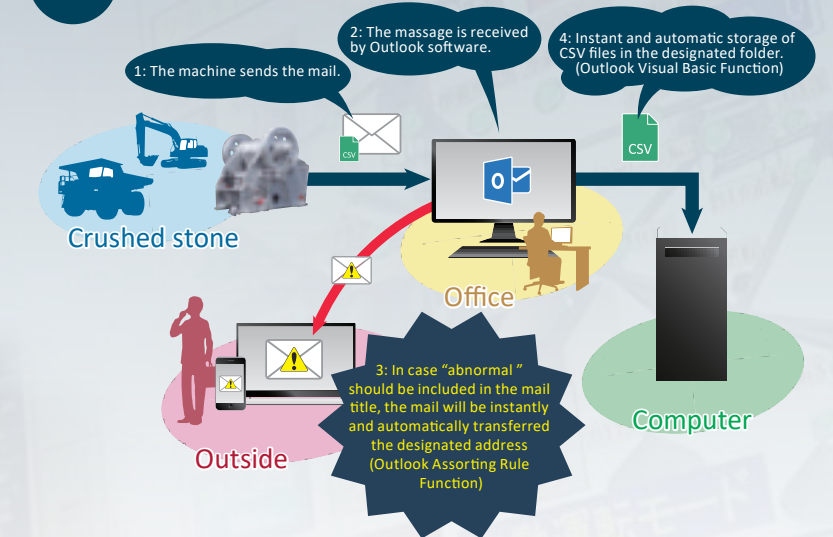 1: The machine sends the mail.
2: The massage is received
by Outlook software.
4: Instant and automatic storage of
CSV files in the designated folder.
(Outlook Visual Basic Function)
CSV
CSV
O
Crushed stone
Office
3: In case “abnormal ”
should be included in the mail
title, the mail will be instantly
and automatically transferred
the designated address
(Outlook Assorting Rule
Function)
Computer
Outside